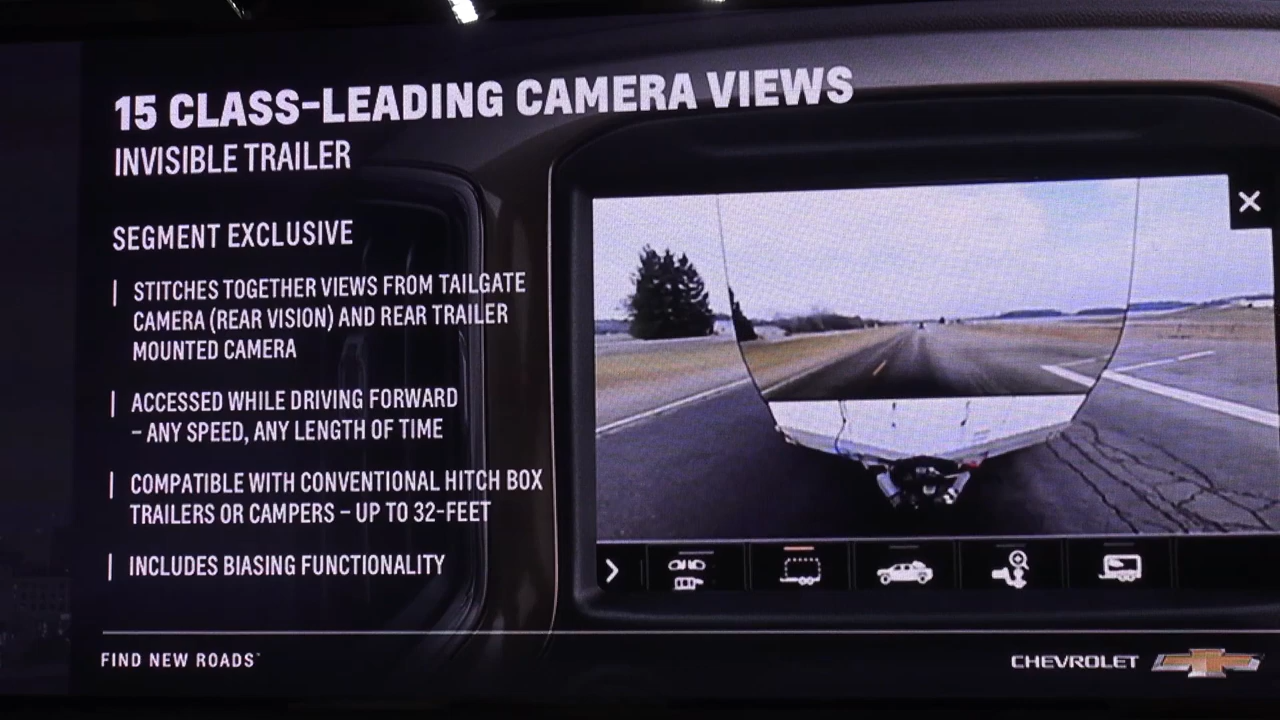 15 CLASS-LEADING CAMERA VIEWS
INVISIBLE TRAILER
SEGMENT EXCLUSIVE
STITCHES TOGETHER VIEWS FROM TAILGATE
CAMERA (REAR VISION) AND REAR TRAILER
MOUNTED CAMERA
ACCESSED WHILE DRIVING FORWARD
– ANY SPEED, ANY LENGTH OF TIME
COMPATIBLE WITH CONVENTIONAL HITCH BOX
TRAILERS OR CAMPERS – UP TO 32-FEET
INCLUDES BIASING FUNCTIONALITY
FIND NEW ROADS™
CHEVROLET